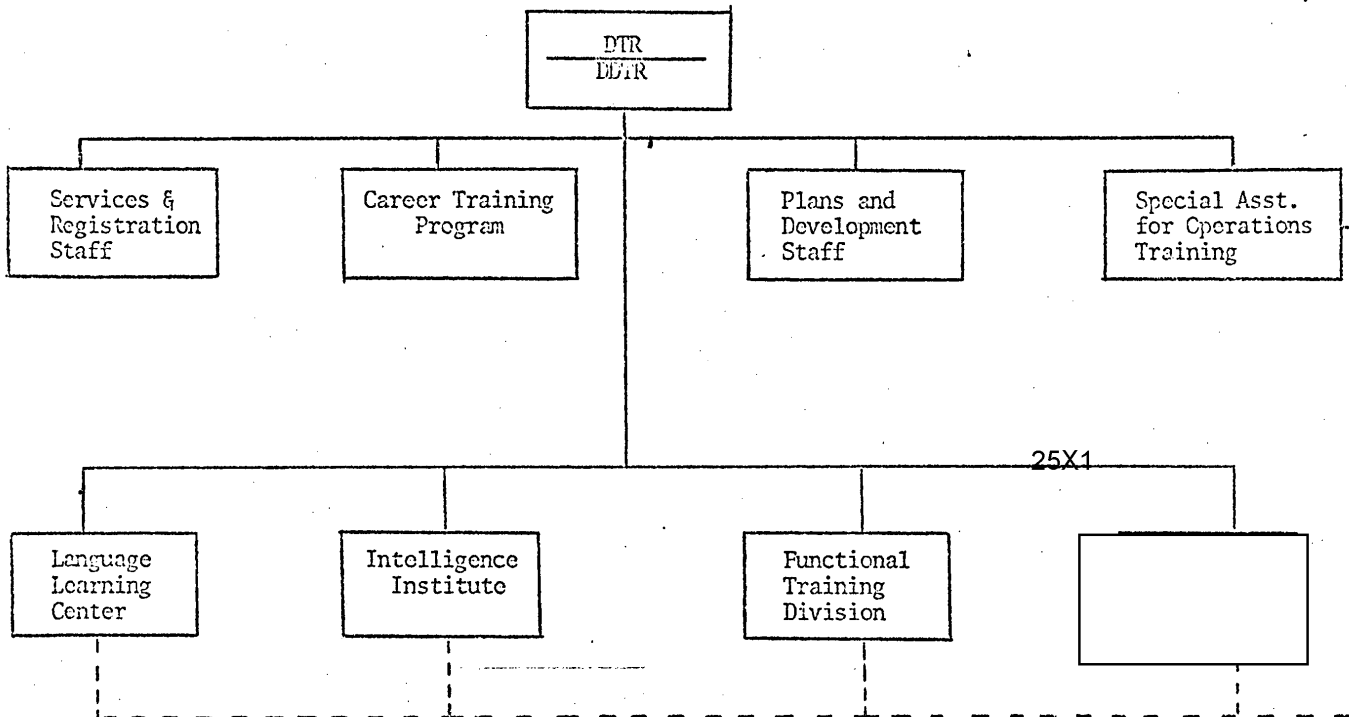 DTR
DDTR
Services &
Registration
Staff
Career Training
Program
Plans and
Development
Staff
Special Asst.
for Operations
Training
25X1
Language
Learning
Center
Intelligence
Institute
Functional
Training
Division